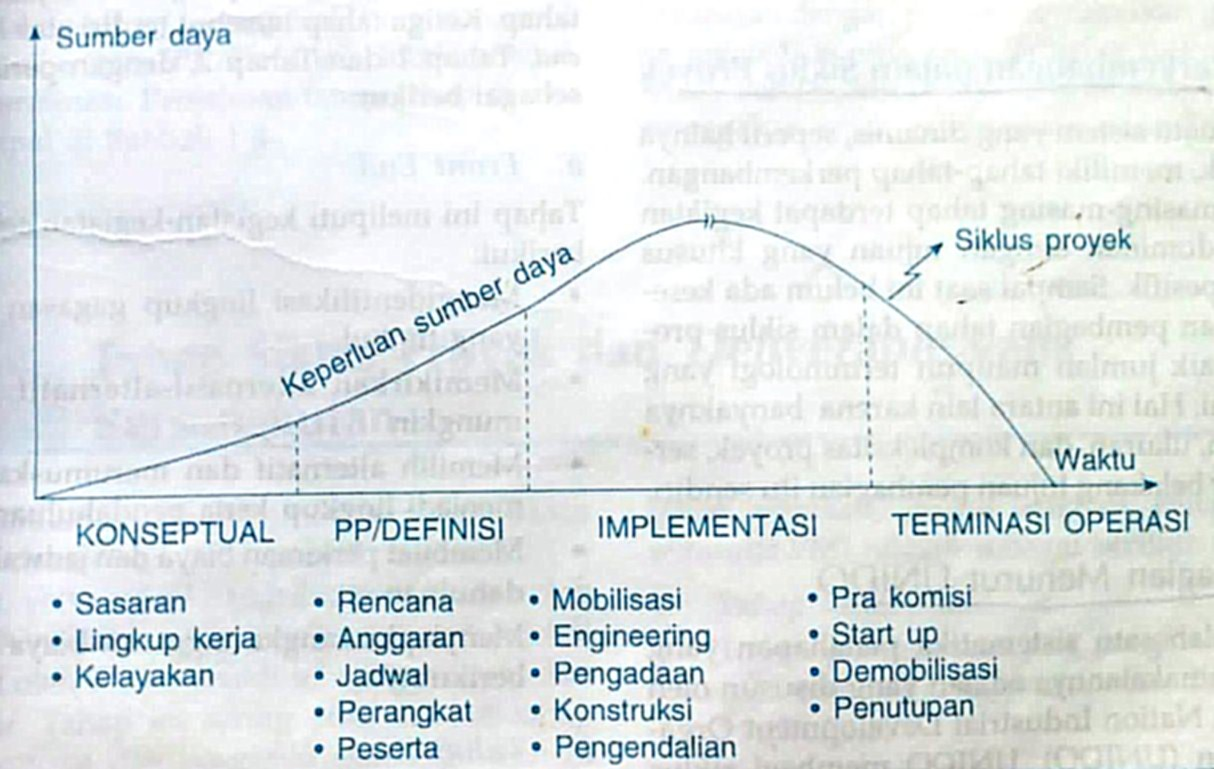 Sumber daya
Siklus proyek
Keperluan sumber daya
Waktu
KONSEPTUAL PP/DEFINISI IMPLEMENTASI TERMINASI OPERASI
• Sasaran
• Lingkup kerja
• Kelayakan
• Rencana
• Anggaran
• Jadwal
• Perangkat
• Peserta
• Mobilisasi
• Engineering
• Pengadaan
• Konstruksi
• Pengendalian
• Pra komisi
• Start up
• Demobilisasi
• Penutupan